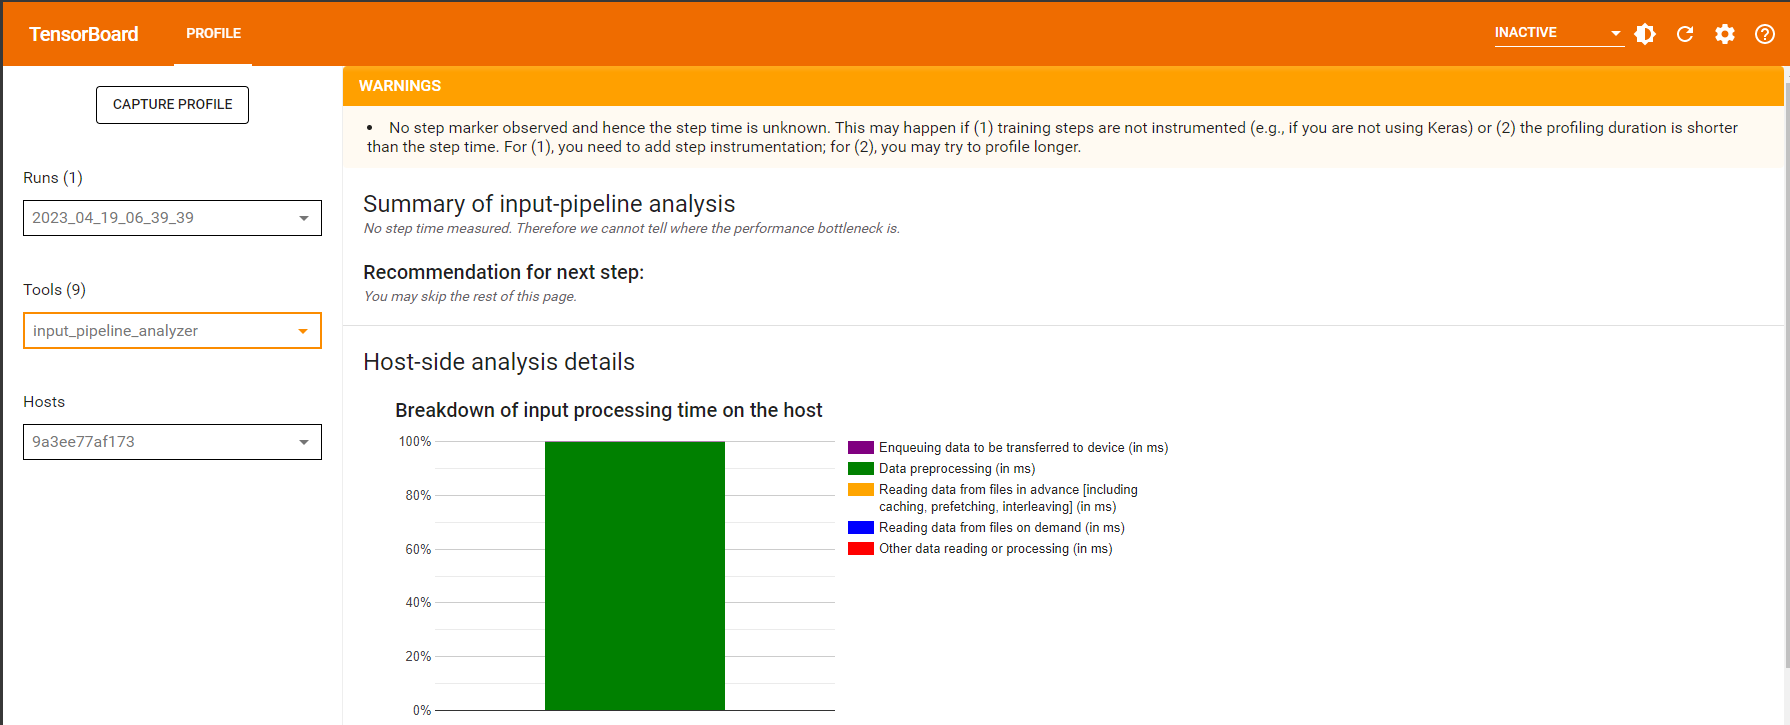 TensorBoard
PROFILE
INACTIVE
CAPTURE PROFILE
Runs (1)
2023_04_19_06_39_39
Tools (9)
input_pipeline_analyzer
Hosts
9a3ee77af173
WARNINGS
• No step marker observed and hence the step time is unknown. This may happen if (1) training steps are not instrumented (e.g., if you are not using Keras) or (2) the profiling duration is shorter
than the step time. For (1), you need to add step instrumentation; for (2), you may try to profile longer.
Summary of input-pipeline analysis
No step time measured. Therefore we cannot tell where the performance bottleneck is.
Recommendation for next step:
You may skip the rest of this page.
Host-side analysis details
Breakdown of input processing time on the host
100%
80%
60%
40%
20%
0%
Enqueuing data to be transferred to device (in ms)
Data preprocessing (in ms)
Reading data from files in advance [including
caching, prefetching, interleaving] (in ms)
Reading data from files on demand (in ms)
Other data reading or processing (in ms)